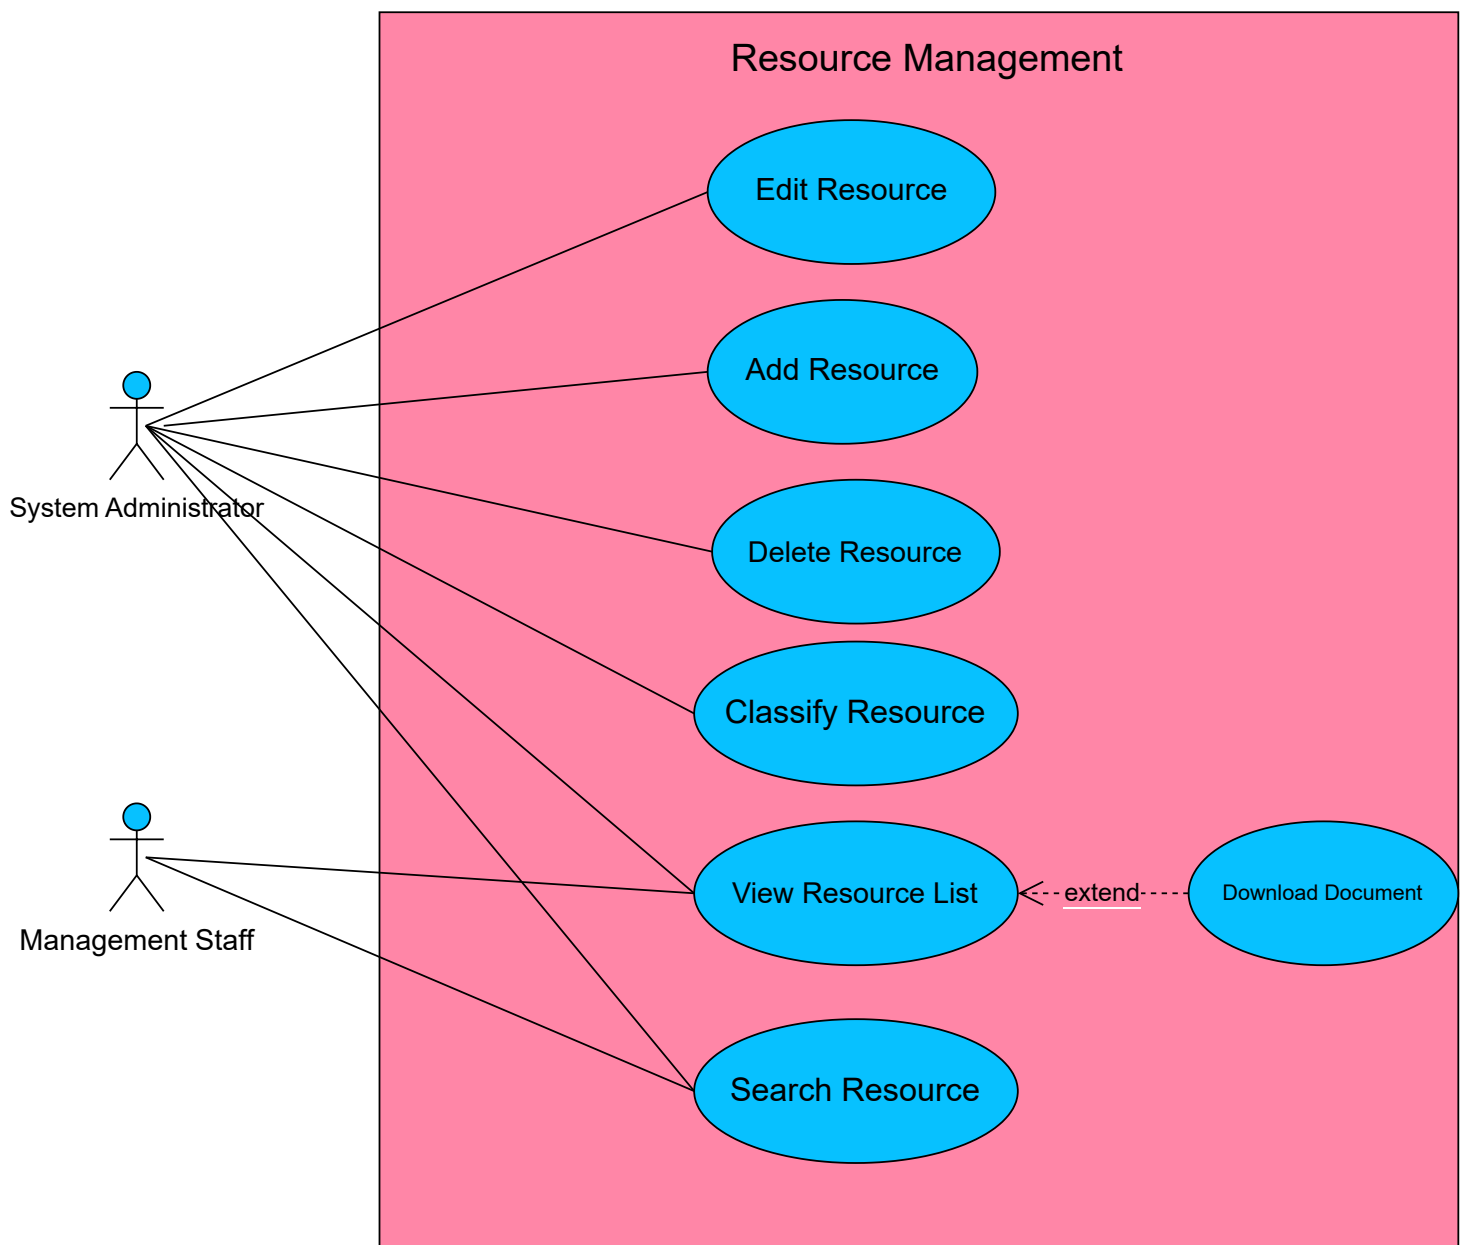 Resource Management
Edit Resource
Add Resource
System Administrator
Delete Resource
Classify Resource
View Resource List
extend
Download Document
Management Staff
Search Resource